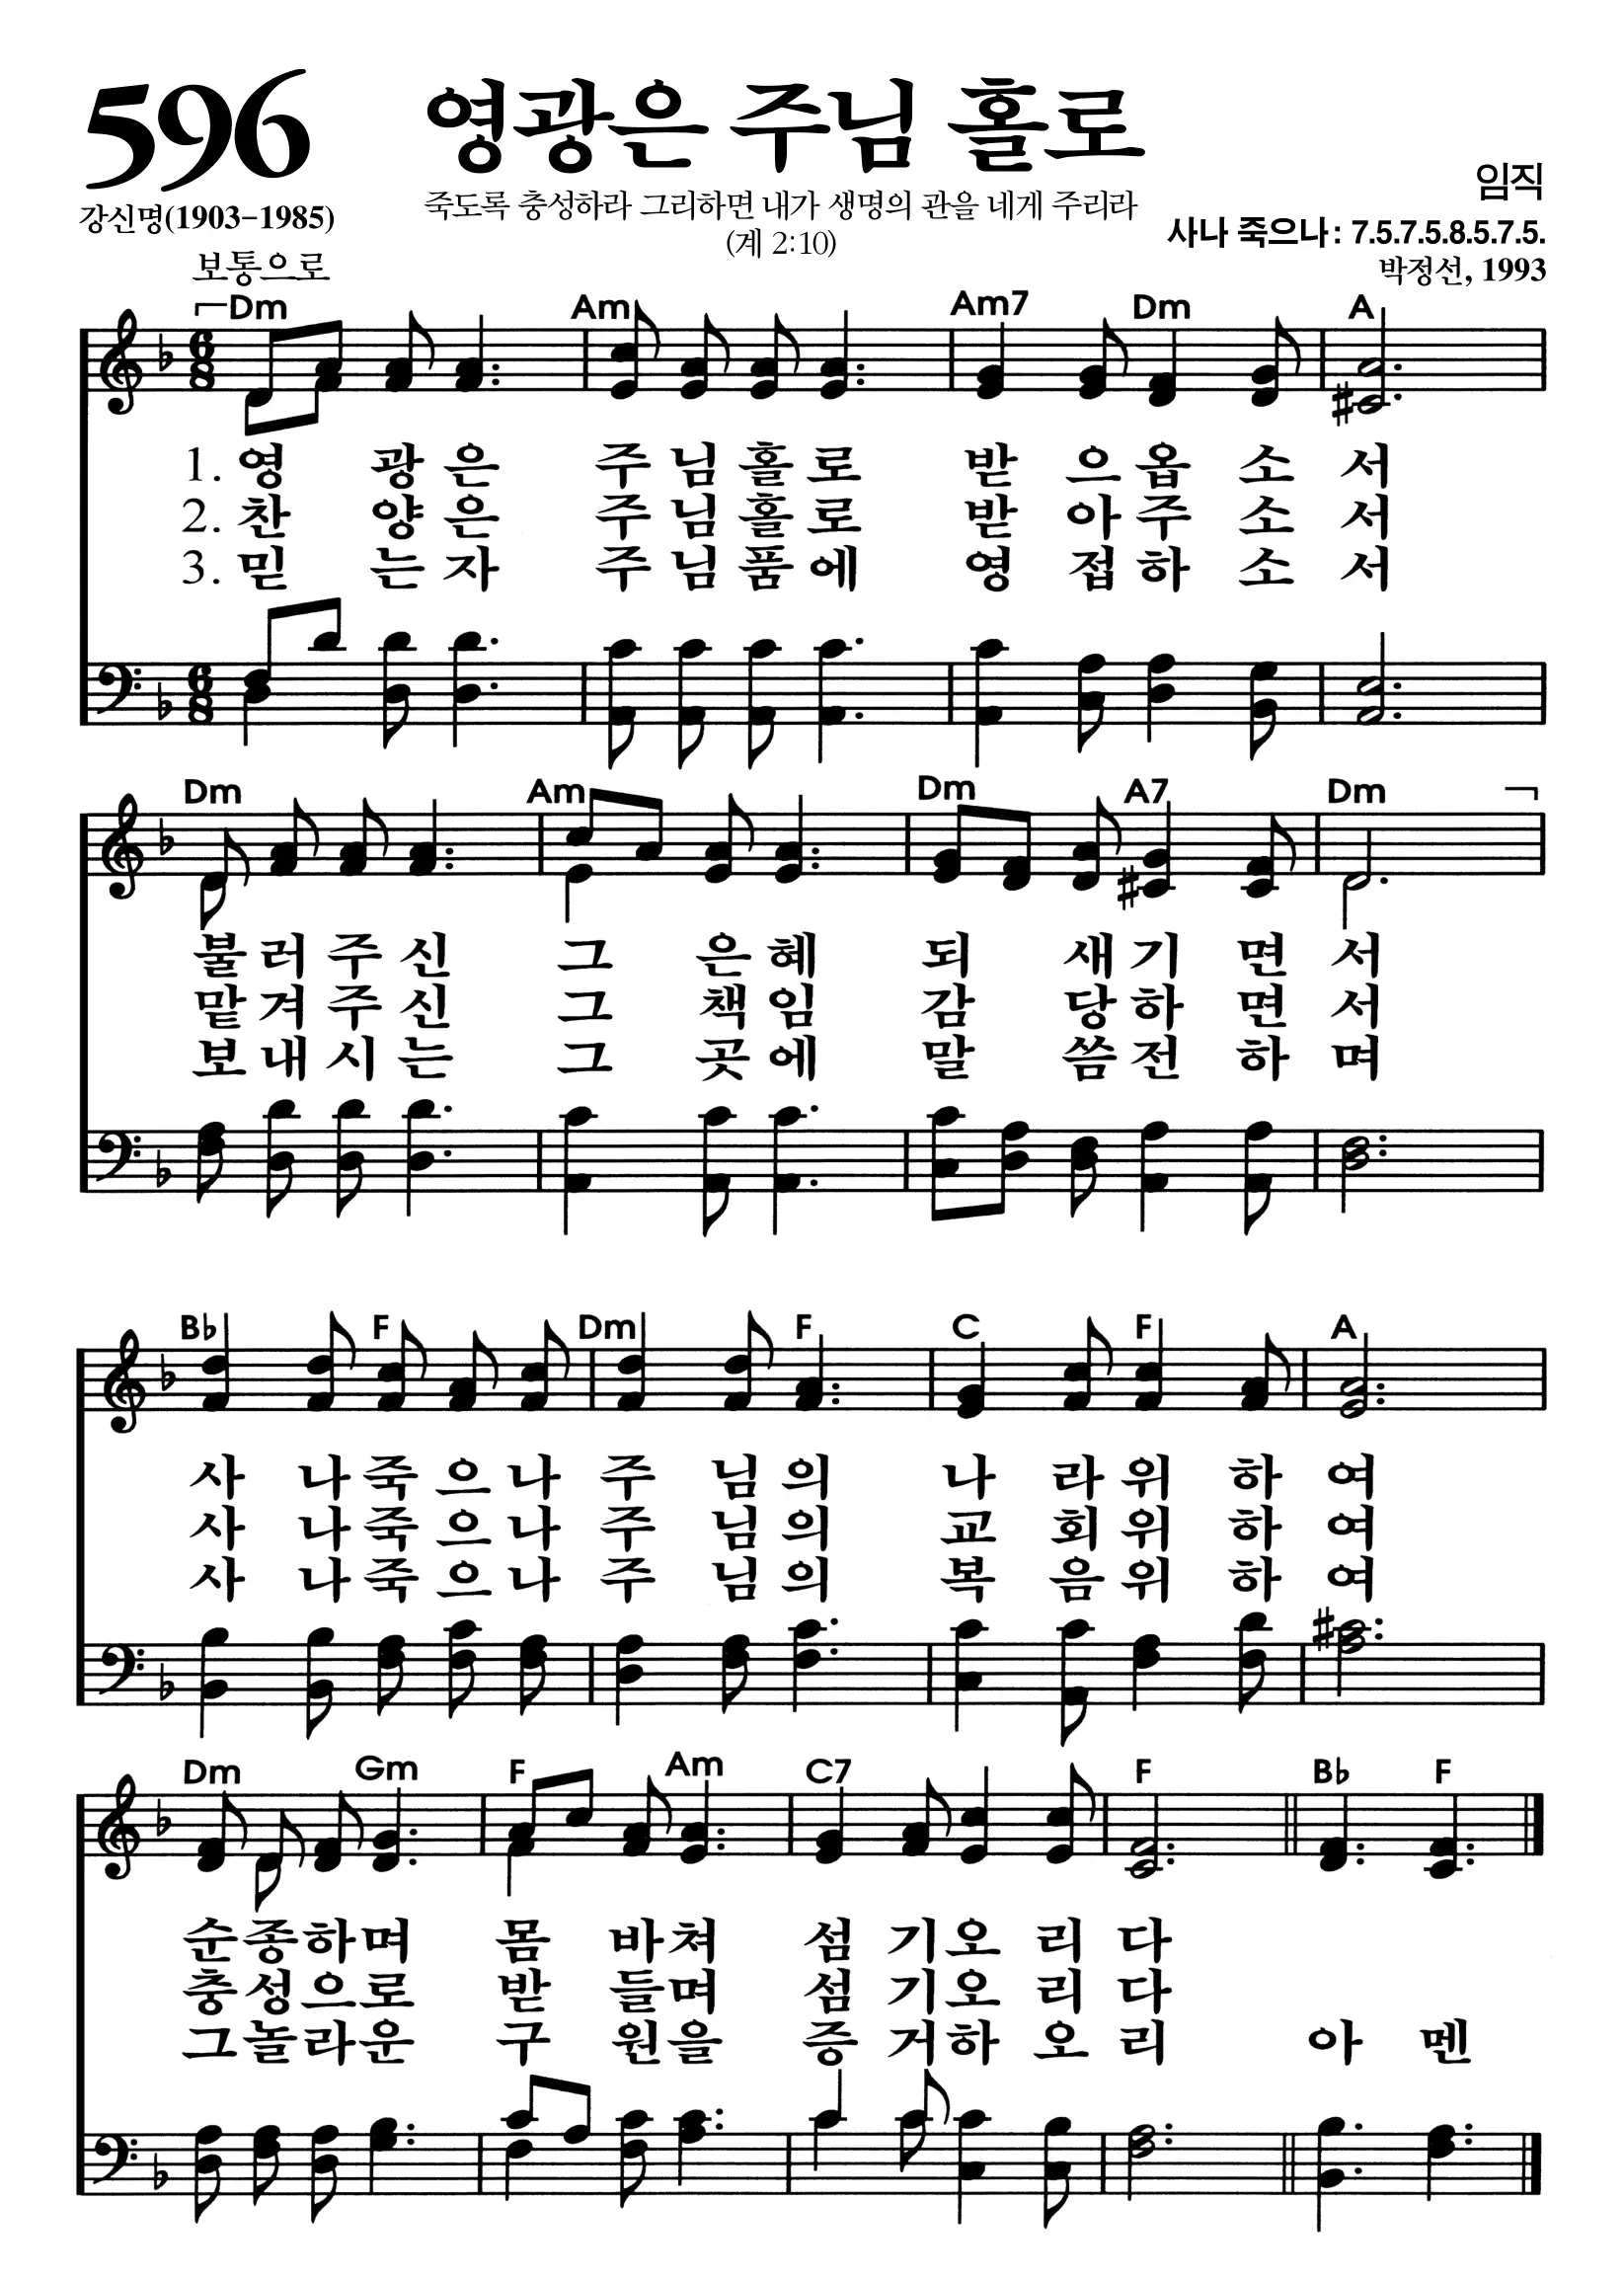 596 영광은 주님 홀로
임직
강신명(1903-1985) 죽도록 충성하라 그리하면 내가 생명의 관을 네게 주리라
(계 2:10)
사나 죽으나: 7.5.7.5.8.5.7.5.
보통으로
박정선, 1993
Dm Am Am7 Dm A
6 8
1. 영 광 은 주 님 홀 로 받 으 옵 소 서
2. 찬 양 은 주 님 홀 로 받 아 주 소 서
3. 믿 는 자 주 님 품 에 영 접 하 소 서
6 8
Dm Am Dm A7 Dm
불 러 주 신 그 은 혜 되 새 기 면 서
맡 겨 주 신 그 책 임 감 당 하 면 서
보 내 시 는 그 곳 에 말 씀 전 하 며
B♭ F Dm F C F A
사 나 죽 으 나 주 님 의 나 라 위 하 여
사 나 죽 으 나 주 님 의 교 회 위 하 여
사 나 죽 으 나 주 님 의 복 음 위 하 여
Dm Gm F Am C7 F B♭ F
순 종 하 며 몸 바 쳐 섬 기 오 리 다
충 성 으 로 받 들 며 섬 기 오 리 다
그 놀 라 운 구 원 을 증 거 하 오 리 아 멘